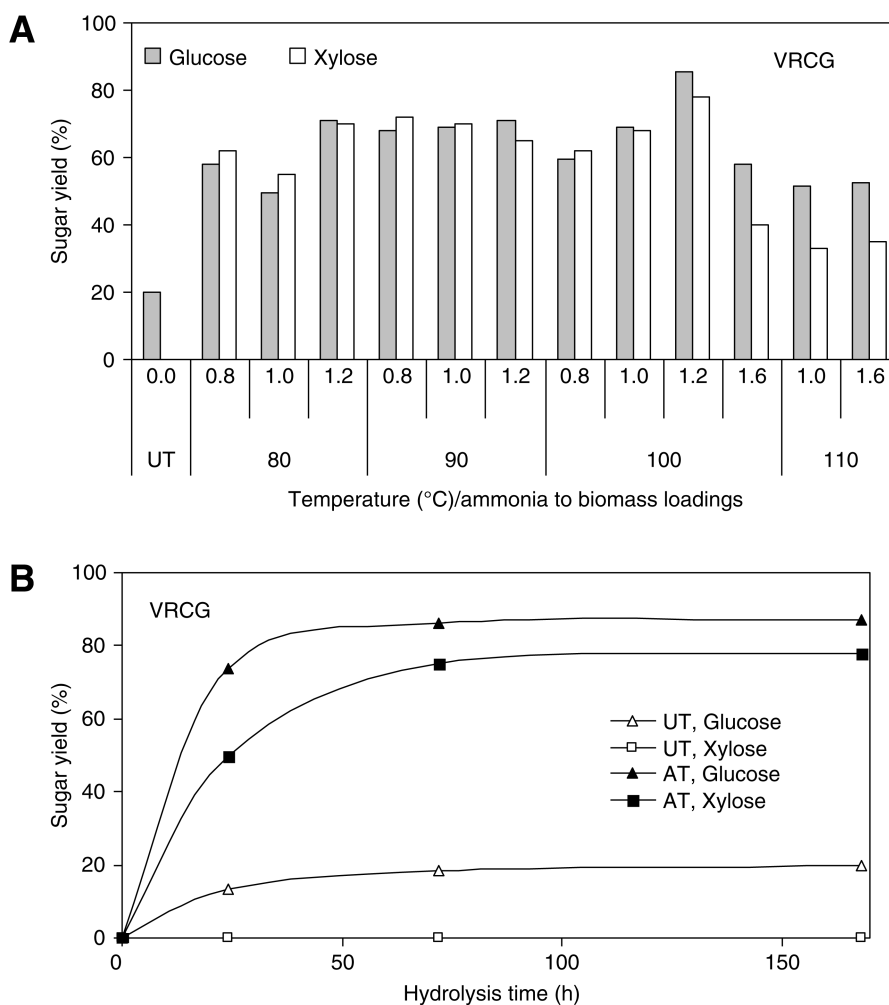 A
100
80
60
40
20
0
Sugar yield (%)
Glucose Xylose
VRCG
0.0 0.8 1.0 1.2 0.8 1.0 1.2 0.8 1.0 1.2 1.6 1.0 1.6
UT 80 90 100 110
Temperature (°C)/ammonia to biomass loadings
B
100
80
60
40
20
0
Sugar yield (%)
VRCG
UT, Glucose
UT, Xylose
AT, Glucose
AT, Xylose
0 50 100 150
Hydrolysis time (h)